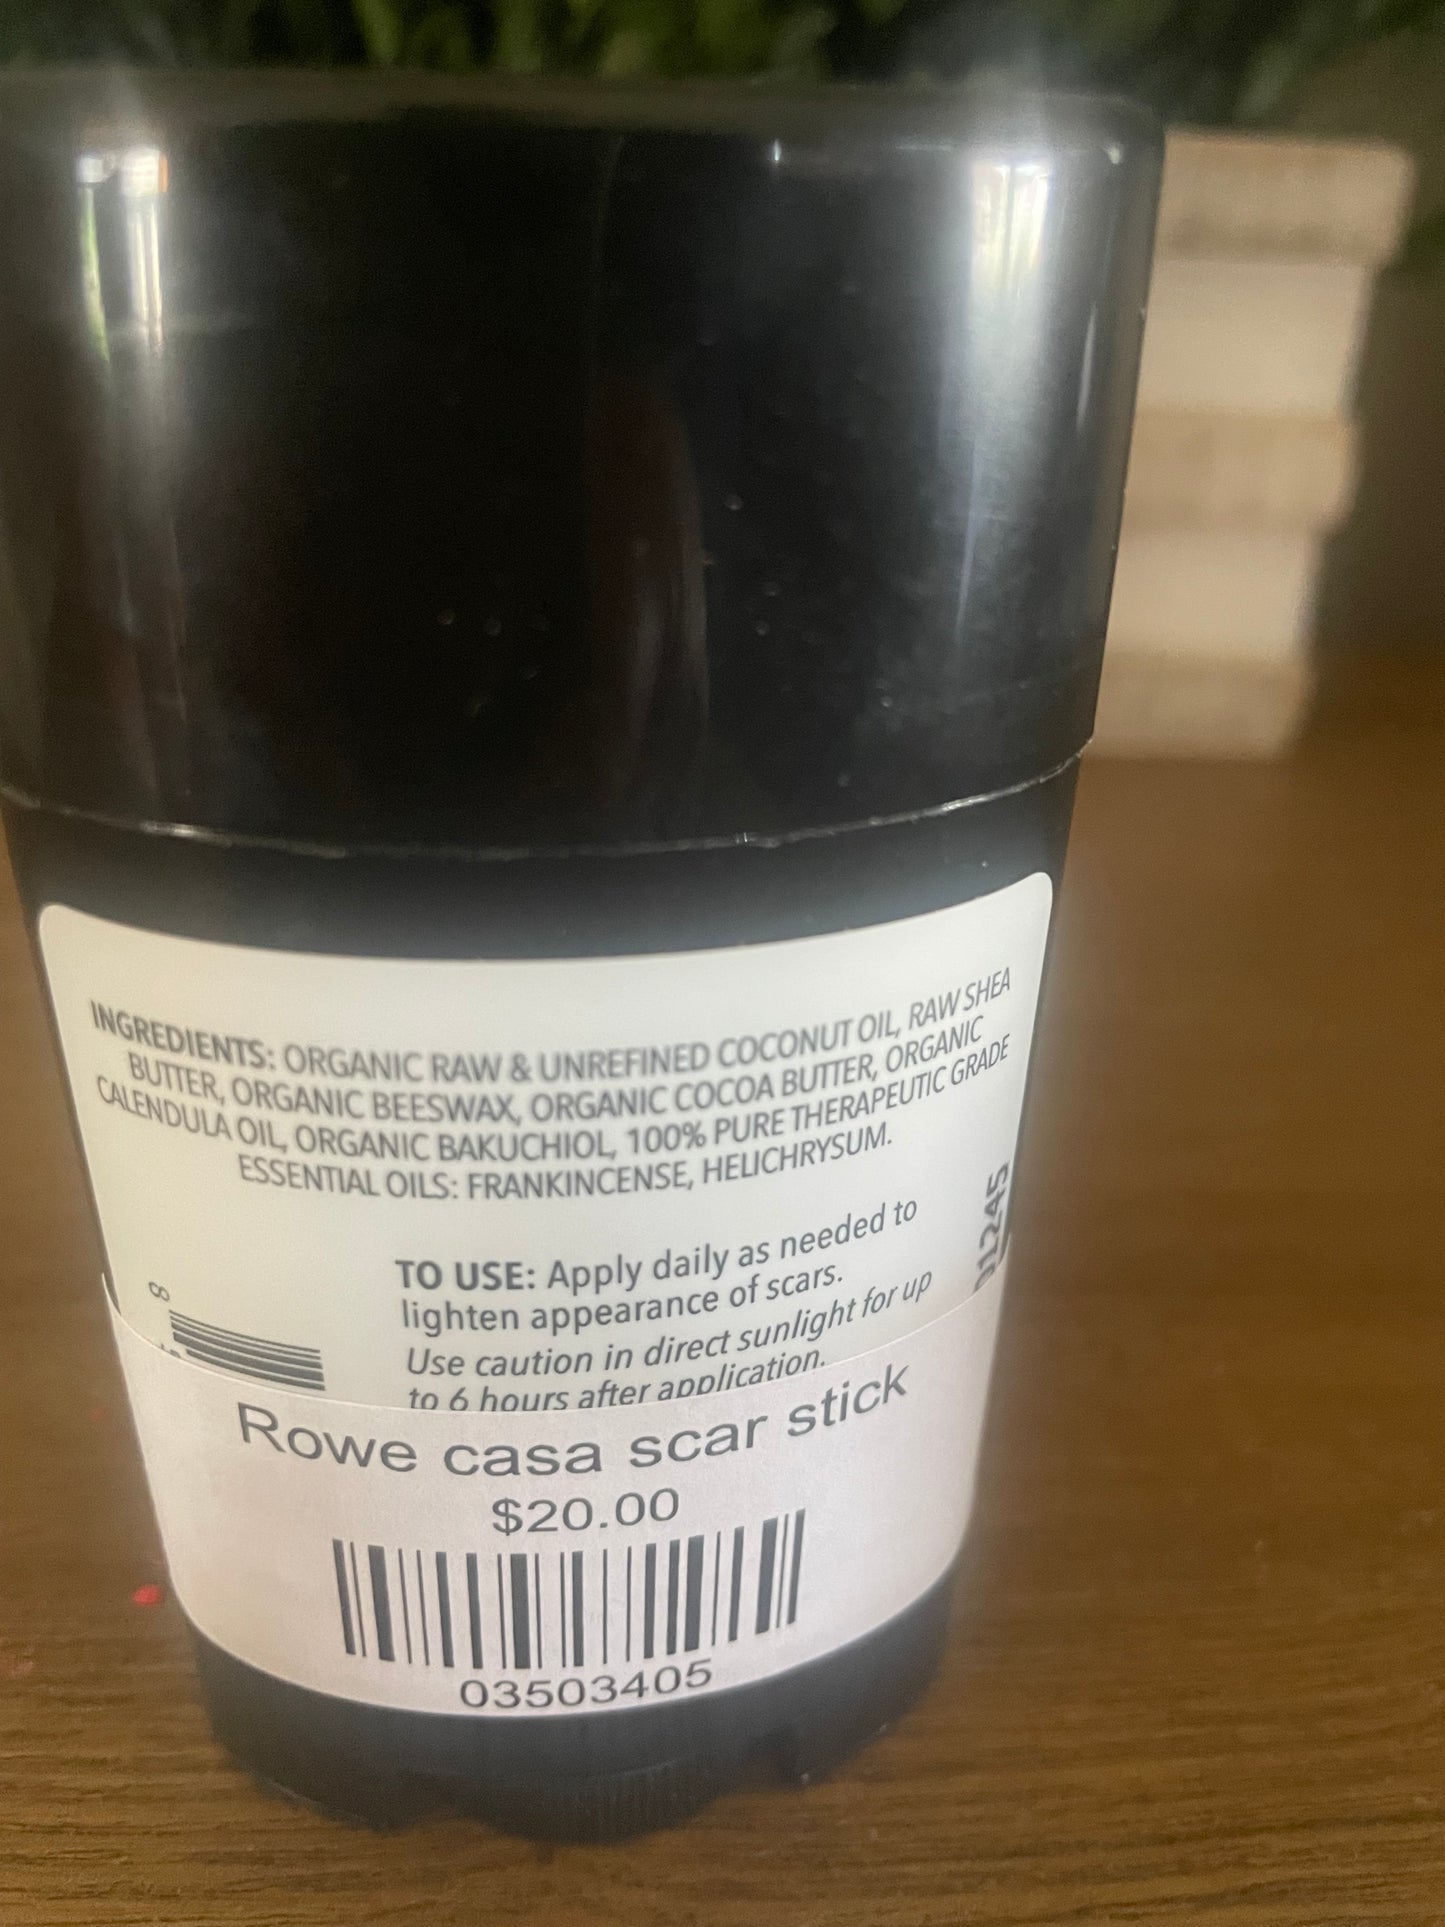 INGREDIENTS: ORGANIC RAW & UNREFINED COCONUT OIL, RAW SHEA
BUTTER, ORGANIC BEESWAX, ORGANIC COCOA BUTTER, ORGANIC
CALENDULA OIL, ORGANIC BAKUCHIOL, 100% PURE THERAPEUTIC GRADE
ESSENTIAL OILS: FRANKINCENSE, HELICHRYSUM.
TO USE: Apply daily as needed to
lighten appearance of scars.
Use caution in direct sunlight for up
to 6 hours after application.
8
Rowe casa scar stick
$20.00
03503405